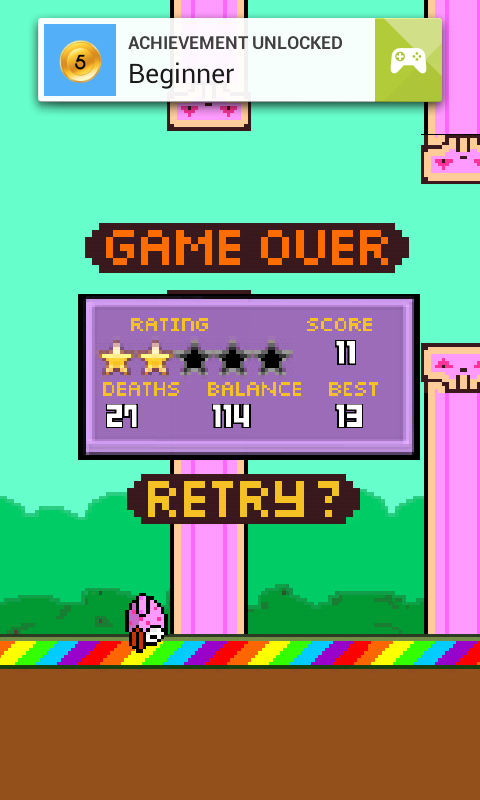 5
ACHIEVEMENT UNLOCKED
Beginner
GAME OVER
RATING SCORE
11
DEATHS BALANCE BEST
27 114 13
RETRY?